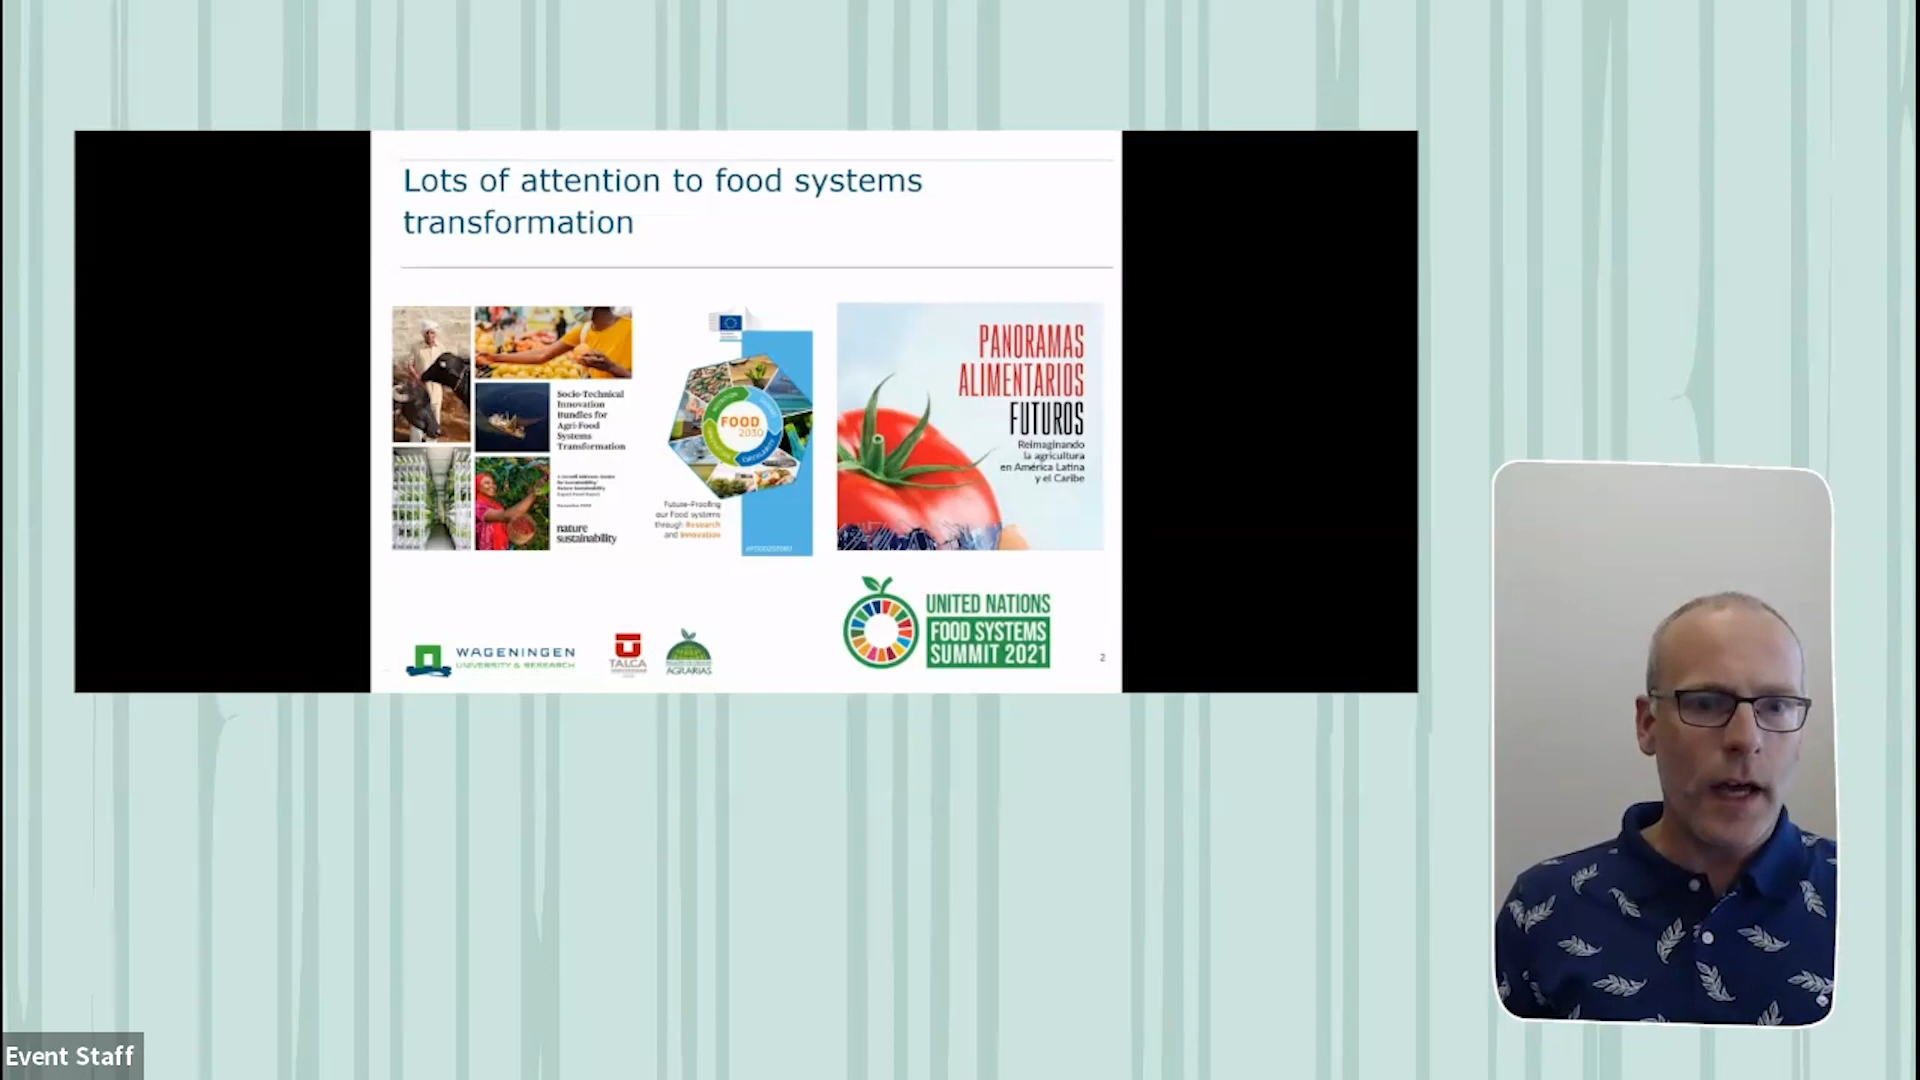 Lots of attention to food systems
transformation
Socio-Technical
Innovation
Bundles for
Agri-Food
Systems
Transformation
nature
sustainability
FOOD
2030
Future-Proofing
our Food systems
through Research
and Innovation
PANORAMAS
ALIMENTARIOS
FUTUROS
Reimaginando
la agricultura
en América Latina
y el Caribe
WAGENINGEN
UNIVERSITY & RESEARCH
TALCA
AGRARIAS
UNITED NATIONS
FOOD SYSTEMS
SUMMIT 2021
2
Event Staff